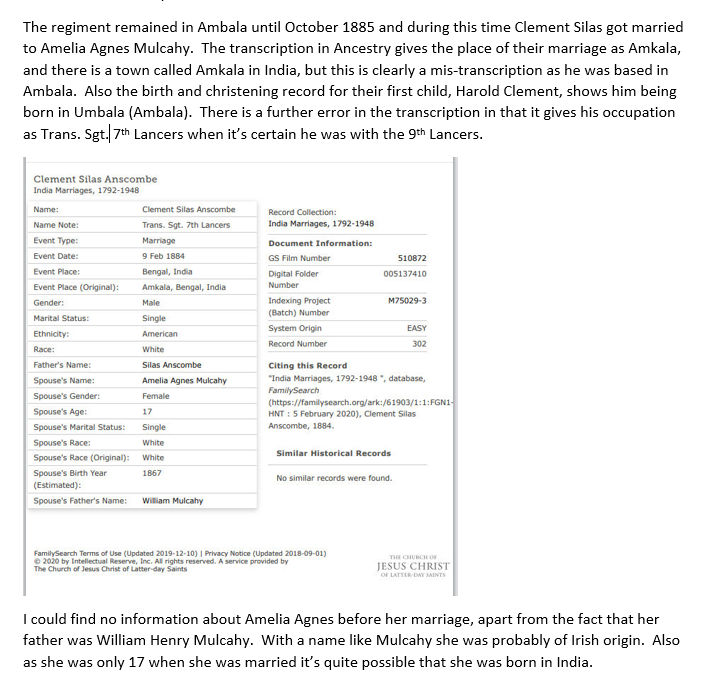 The regiment remained in Ambala until October 1885 and during this time Clement Silas got married
to Amelia Agnes Mulcahy.  The transcription in Ancestry gives the place of their marriage as Amkala,
and there is a town called Amkala in India, but this is clearly a mis-transcription as he was based in
Ambala.  Also the birth and christening record for their first child, Harold Clement, shows him being
born in Umbala (Ambala).  There is a further error in the transcription in that it gives his occupation
as Trans. Sgt. 7th Lancers when it's certain he was with the 9th Lancers.
Clement Silas Anscombe
India Marriages, 1792-1948
Name: Clement Silas Anscombe
Name Note: Trans. Sgt. 7th Lancers
Event Type: Marriage
Event Date: 9 Feb 1884
Event Place: Bengal, India
Event Place (Original): Amkala, Bengal, India
Gender: Male
Marital Status: Single
Ethnicity: American
Race: White
Father's Name: Silas Anscombe
Spouse's Name: Amelia Agnes Mulcahy
Spouse's Gender: Female
Spouse's Age: 17
Spouse's Marital Status: Single
Spouse's Race: White
Spouse's Race (Original): White
Spouse's Birth Year 1867
(Estimated):
Spouse's Father's Name: William Mulcahy
Record Collection:
India Marriages, 1792-1948
Document Information:
GS Film Number 510872
Digital Folder 005137410
Number
Indexing Project M75029-3
(Batch) Number
System Origin EASY
Record Number 302
Citing this Record
"India Marriages, 1792-1948 ", database,
FamilySearch
(https://familysearch.org/ark:/61903/1:1:FGN1-
HNT : 5 February 2020), Clement Silas
Anscombe, 1884.
Similar Historical Records
No similar records were found.
FamilySearch Terms of Use (Updated 2019-12-10) | Privacy Notice (Updated 2018-09-01)
© 2020 by Intellectual Reserve, Inc. All rights reserved. A service provided by
The Church of Jesus Christ of Latter-day Saints
THE CHURCH OF
JESUS CHRIST
OF LATTER-DAY SAINTS
I could find no information about Amelia Agnes before her marriage, apart from the fact that her
father was William Henry Mulcahy.  With a name like Mulcahy she was probably of Irish origin.  Also
as she was only 17 when she was married it's quite possible that she was born in India.